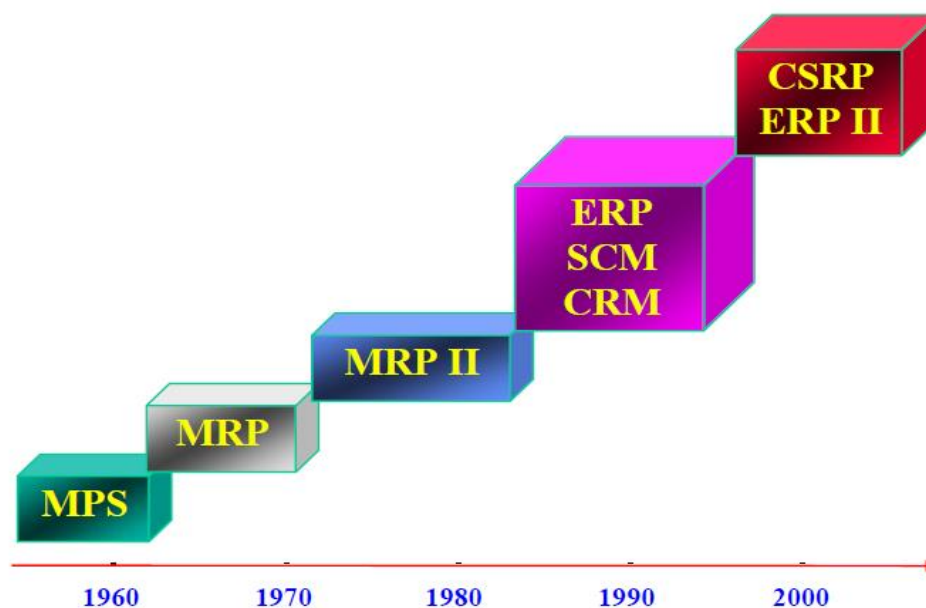 CSRP
ERP II
ERP
SCM
CRM
MRP II
MRP
MPS
1960 1970 1980 1990 2000